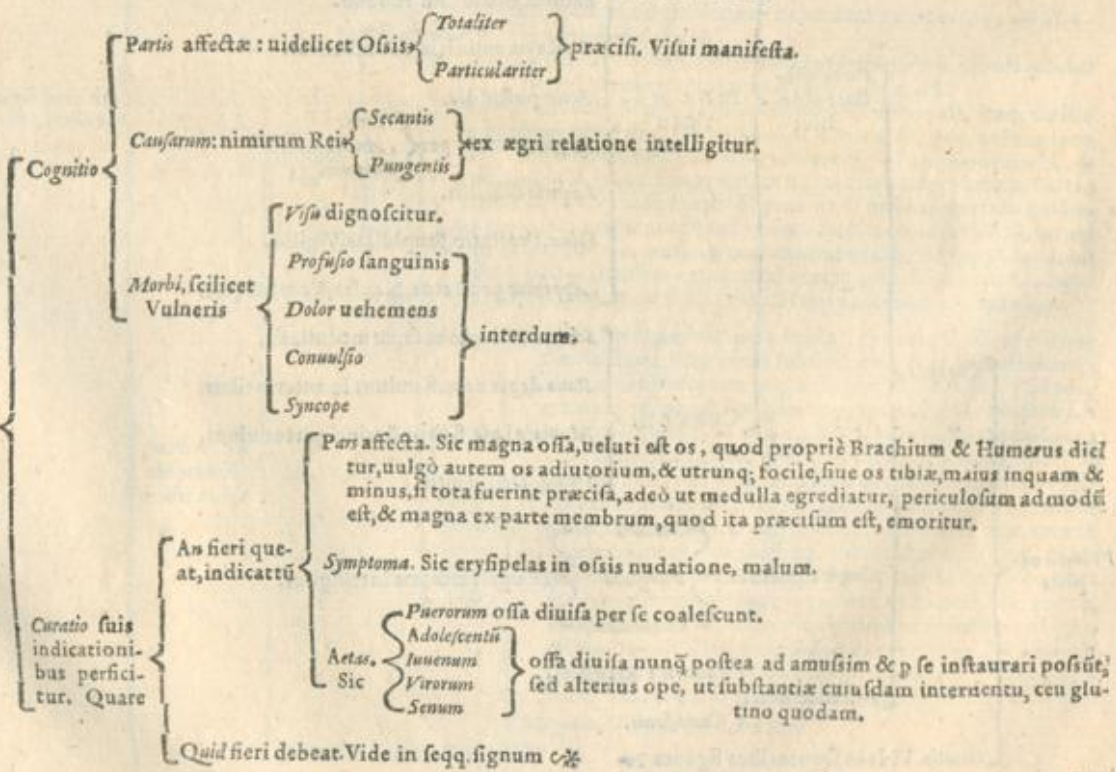 Totaliter
Partis affectæ : uidelicet Oſsis
præciſi. Viſui manifeſta.
Particulariter
Secantis
Cauſarum: nimirum Rei
ex ægri relatione intelligitur.
Pungentis
Cognitio
Viſu dignoſcitur.
Profuſio ſanguinis
Morbi, ſcilicet
Vulneris
Dolor uehemens
interdum.
Conuulſio
Syncope
Pars affecta. Sic magna oſſa, ueluti eſt os, quod propriè Brachium & Humerus dici
tur, uulgò autem os adiutorium, & utrunq; focile, ſiue os tibiæ, maius inquam &
minus, ſi tota fuerint præciſa, adeò ut medulla egrediatur, periculoſum admodū
eſt, & magna ex parte membrum, quod ita præciſum eſt, emoritur.
An fieri que-
at, indicattū
Symptoma. Sic eryſipelas in oſsis nudatione, malum.
Puerorum oſſa diuiſa per ſe coaleſcunt.
Adoleſcentū
Aetas.
Sic
Iuuenum
Virorum
Senum
oſſa diuiſa nunq̄ poſtea ad amuſsim & p ſe inſtaurari poſsūt,
ſed alterius ope, ut ſubſtantiæ cuiuſdam interuentu, ceu glu-
tino quodam.
Curatio ſuis
indicationi-
bus perfici-
tur. Quare
Quid fieri debeat. Vide in ſeqq. ſignum